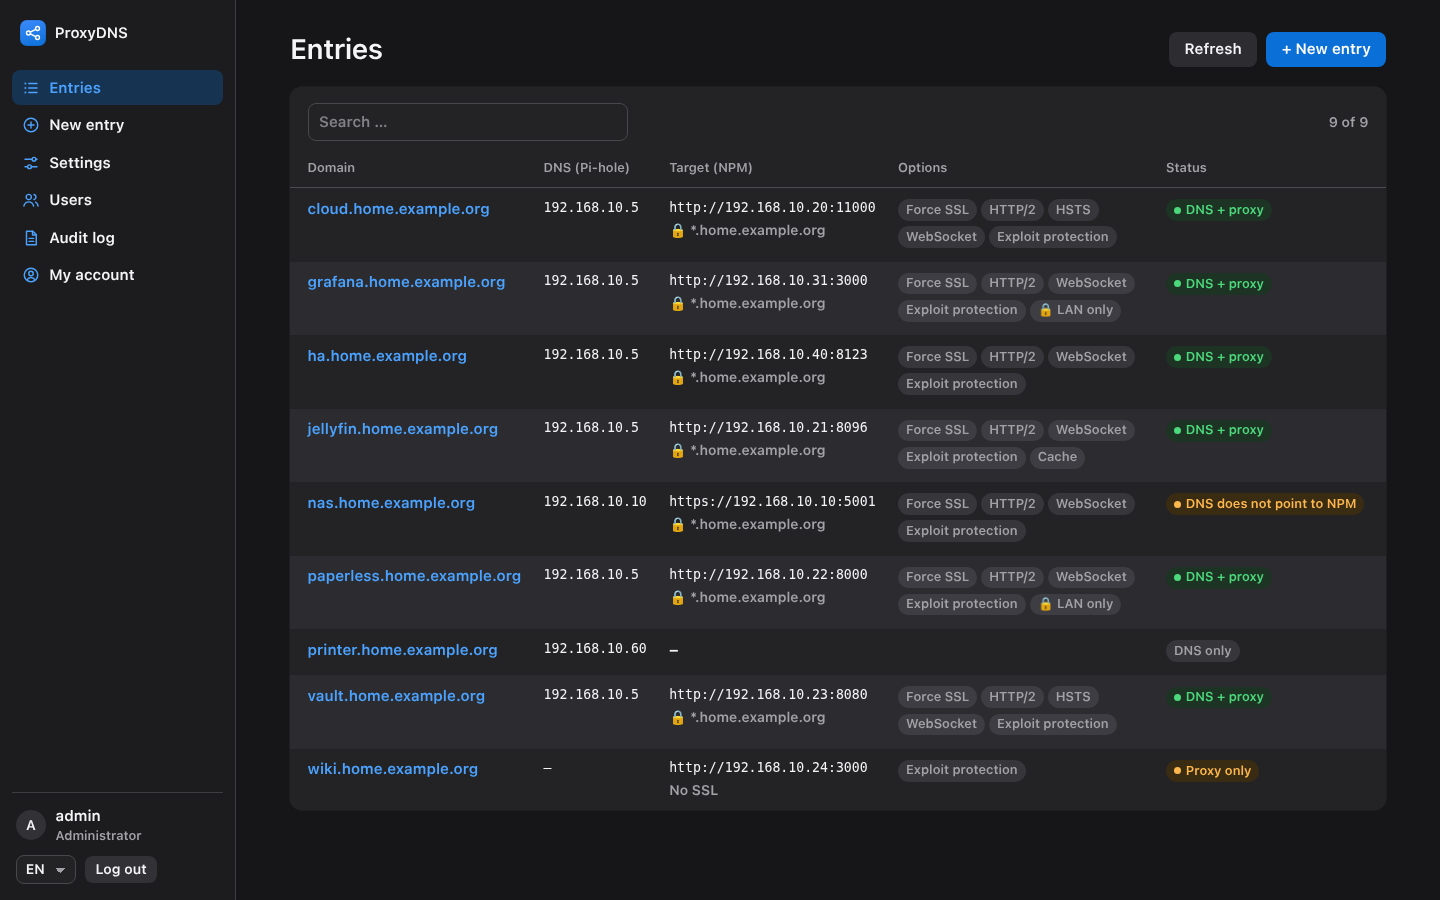 ProxyDNS
Entries
New entry
Settings
Users
Audit log
My account
A
admin
Administrator
EN
Log out
Entries
Refresh
+ New entry
Search ...
9 of 9
Domain DNS (Pi-hole) Target (NPM) Options Status
cloud.home.example.org 192.168.10.5 http://192.168.10.20:11000 Force SSL HTTP/2 HSTS DNS + proxy
🔒 *.home.example.org WebSocket Exploit protection
grafana.home.example.org 192.168.10.5 http://192.168.10.31:3000 Force SSL HTTP/2 WebSocket DNS + proxy
🔒 *.home.example.org Exploit protection 🔒 LAN only
ha.home.example.org 192.168.10.5 http://192.168.10.40:8123 Force SSL HTTP/2 WebSocket DNS + proxy
🔒 *.home.example.org Exploit protection
jellyfin.home.example.org 192.168.10.5 http://192.168.10.21:8096 Force SSL HTTP/2 WebSocket DNS + proxy
🔒 *.home.example.org Exploit protection Cache
nas.home.example.org 192.168.10.10 https://192.168.10.10:5001 Force SSL HTTP/2 WebSocket DNS does not point to NPM
🔒 *.home.example.org Exploit protection
paperless.home.example.org 192.168.10.5 http://192.168.10.22:8000 Force SSL HTTP/2 WebSocket DNS + proxy
🔒 *.home.example.org Exploit protection 🔒 LAN only
printer.home.example.org 192.168.10.60 – DNS only
vault.home.example.org 192.168.10.5 http://192.168.10.23:8080 Force SSL HTTP/2 HSTS DNS + proxy
🔒 *.home.example.org WebSocket Exploit protection
wiki.home.example.org – http://192.168.10.24:3000 Exploit protection Proxy only
No SSL